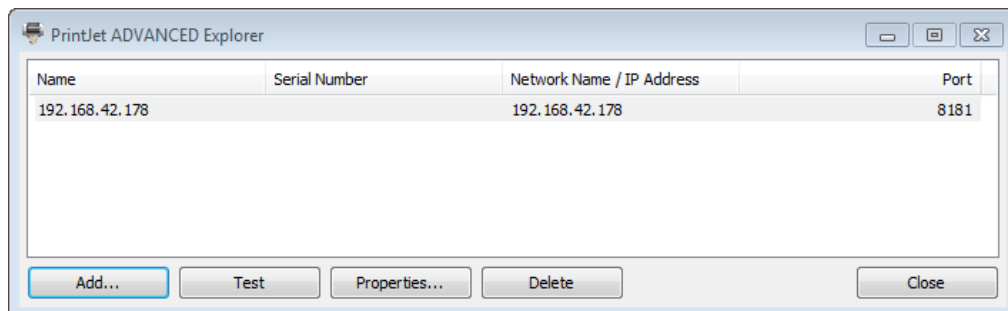 PrintJet ADVANCED Explorer
Name Serial Number Network Name / IP Address Port
192.168.42.178 192.168.42.178 8181
Add... Test Properties... Delete Close